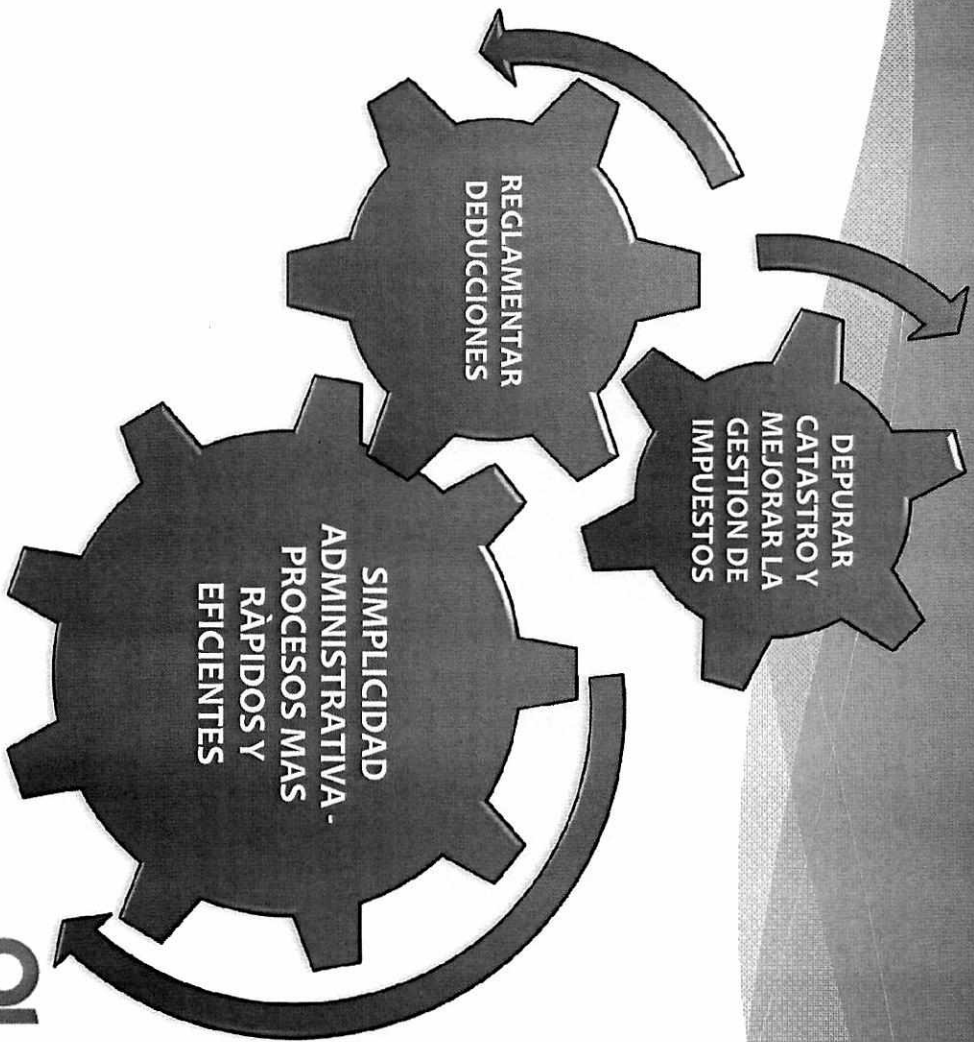 DEPURAR
CATASTRO Y
MEJORAR LA
GESTION DE
IMPUESTOS
REGLAMENTAR
DEDUCCIONES
SIMPLICIDAD
ADMINISTRATIVA -
PROCESOS MAS
RÀPIDOS Y
EFICIENTES